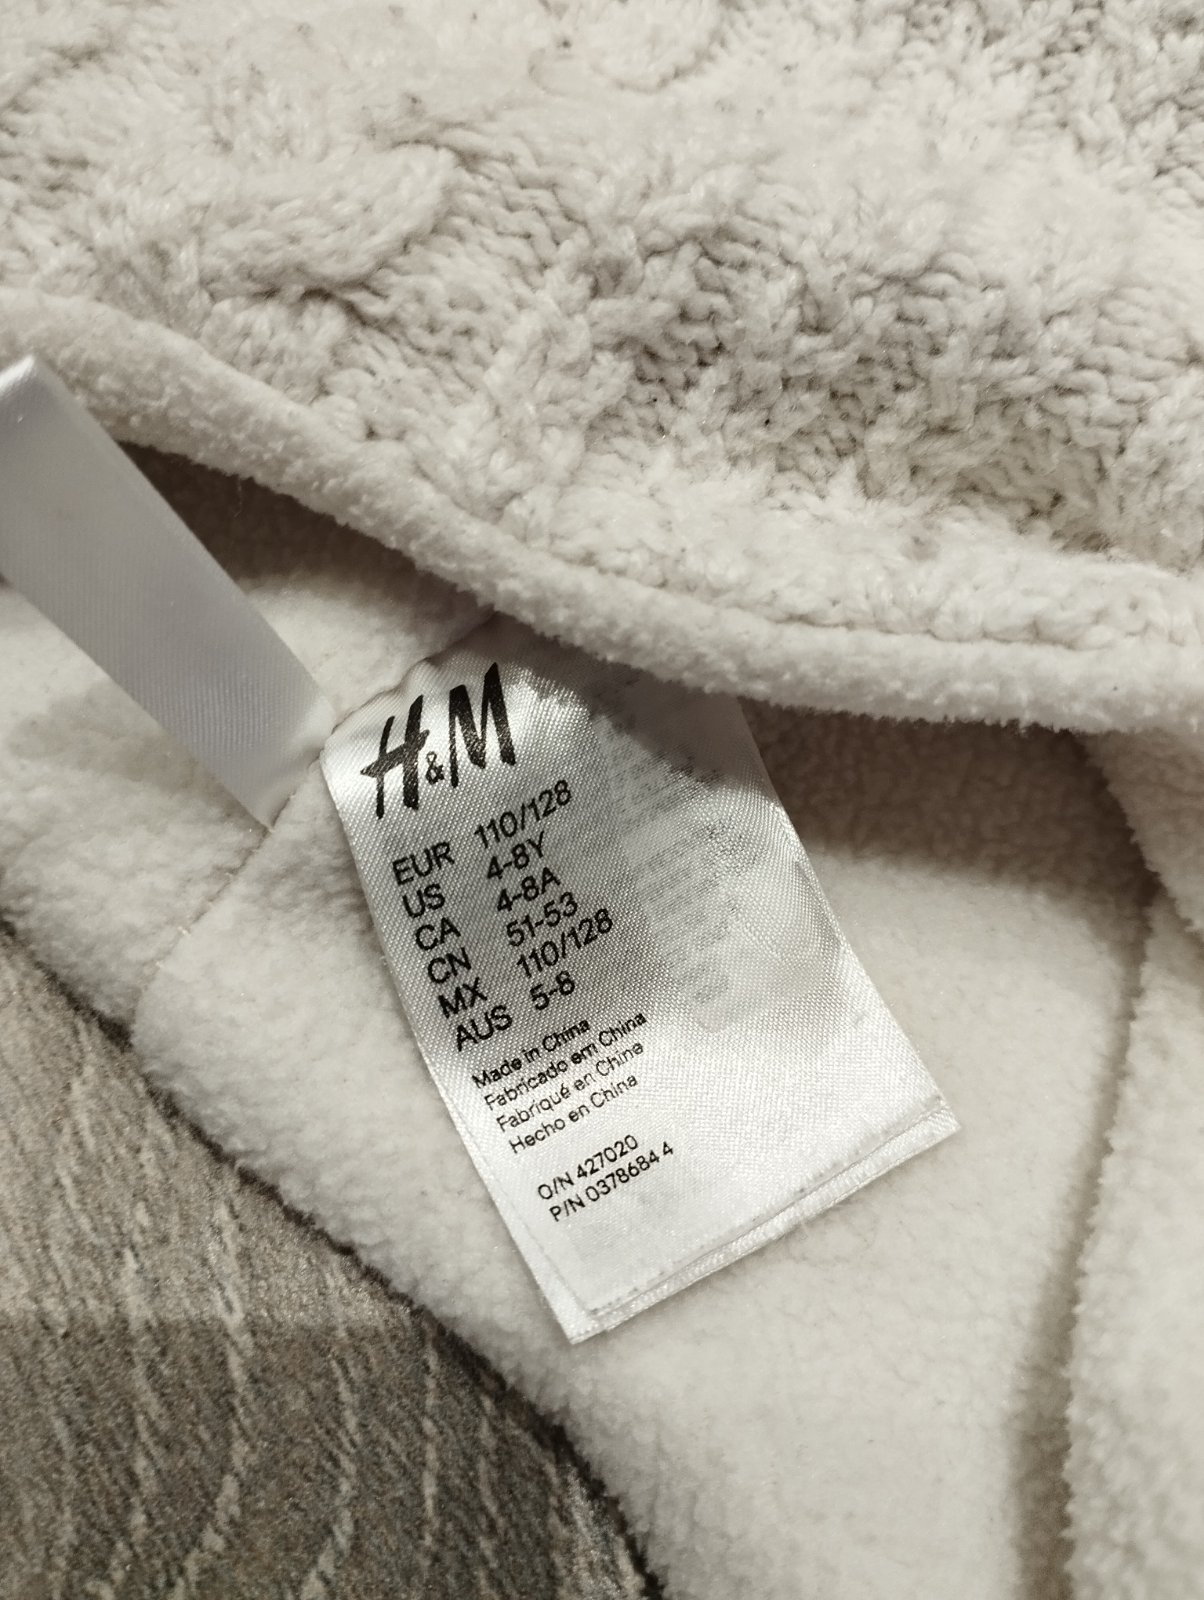 H&M
EUR 110/128
US 4-8Y
CA 4-8A
CN 51-53
MX 110/128
AUS 5-8
Made in China
Fabricado em China
Fabriqué en Chine
Hecho en China
O/N 427020
P/N 0378684 4